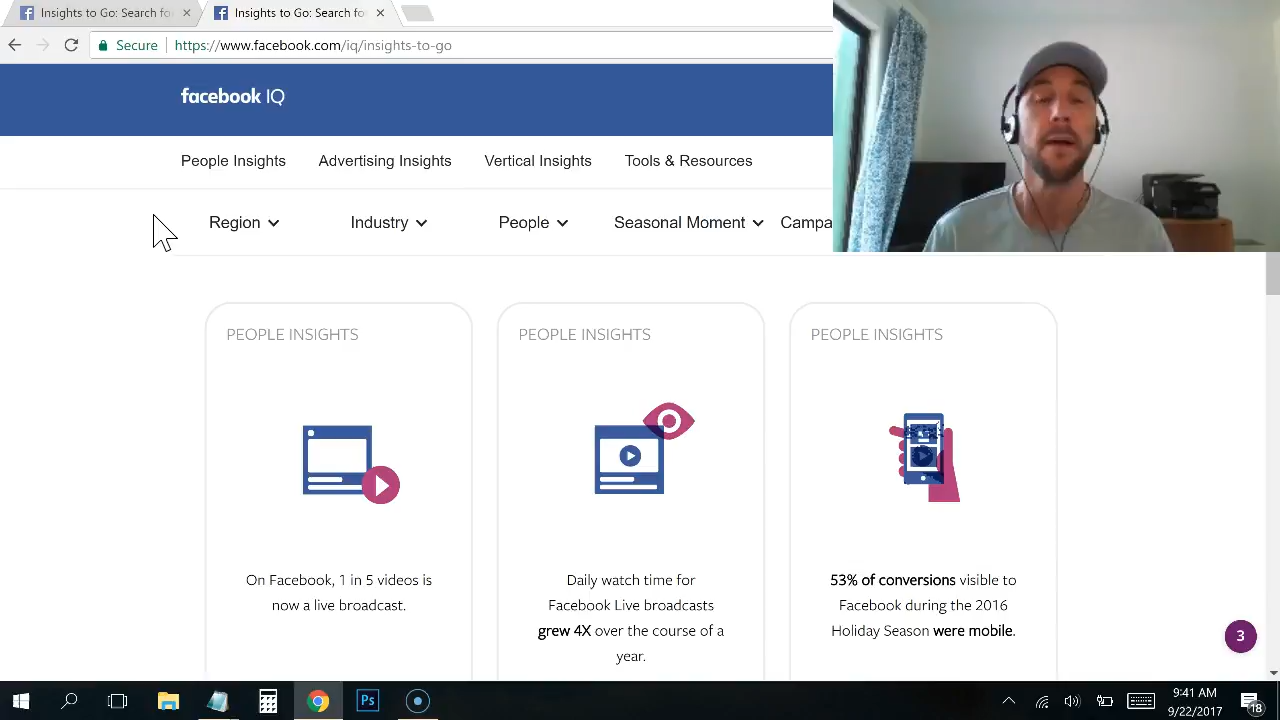 Insights to Go: Search fo
Insights to Go: Search fo
Secure
https://www.facebook.com/iq/insights-to-go
facebook IQ
People Insights
Advertising Insights
Vertical Insights
Tools & Resources
Region
Industry
People
Seasonal Moment
Campa
PEOPLE INSIGHTS
On Facebook, 1 in 5 videos is
now a live broadcast.
PEOPLE INSIGHTS
Daily watch time for
Facebook Live broadcasts
grew 4X over the course of a
year.
PEOPLE INSIGHTS
53% of conversions visible to
Facebook during the 2016
Holiday Season were mobile.
3
Ps
9:41 AM
9/22/2017
18